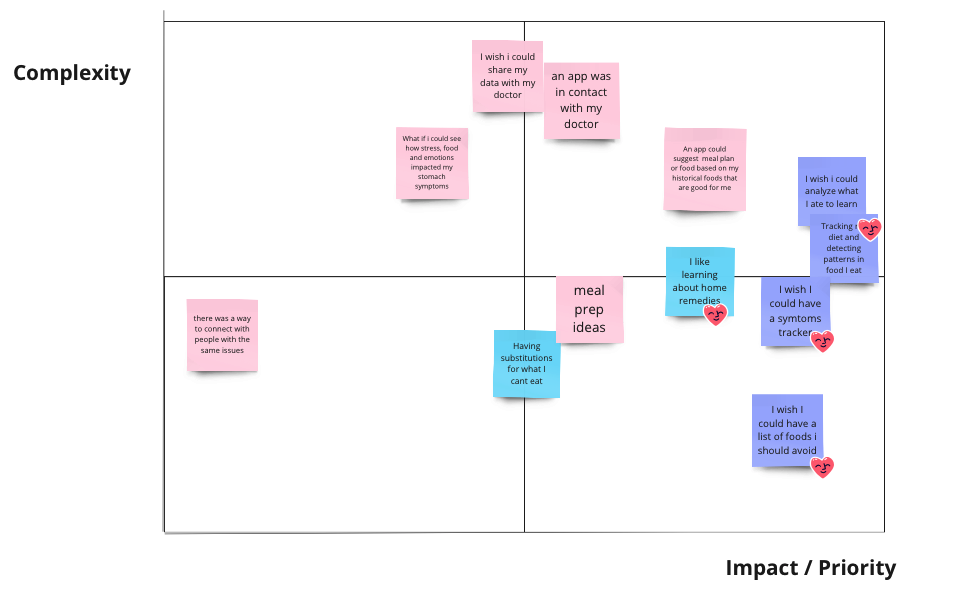 Complexity
I wish i could
share my
data with my
doctor
an app was
in contact
with my
doctor
What if i could see
how stress, food
and emotions
impacted my
stomach
symptoms
An app could
suggest meal plan
or food based on my
historical foods that
are good for me
I wish i could
analyze what
I ate to learn
Tracking
diet and
detecting
patterns in
food I eat
I like
learning
about home
remedies
I wish I
could have
a symtoms
tracker
meal
prep
ideas
there was a way
to connect with
people with the
same issues
Having
substitutions
for what I
cant eat
I wish I
could have a
list of foods i
should avoid
Impact / Priority